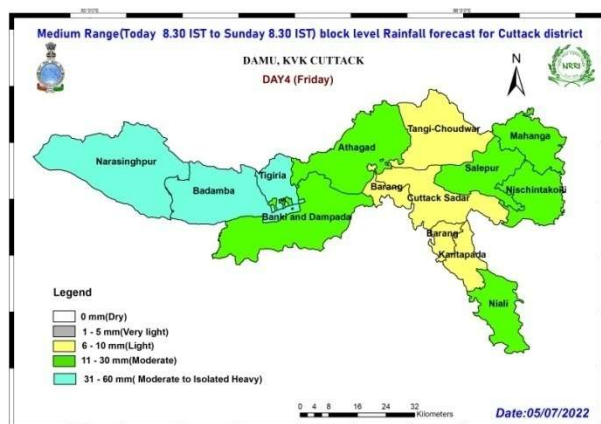 Medium Range(Today 8.30 IST to Sunday 8.30 IST) block level Rainfall forecast for Cuttack district
DAMU, KVK CUTTACK
DAY4 (Friday)
N
NRRI
Tangi-Choudwar
Mahanga
Athagad
Narasinghpur
Tigiria
Salepur
Badamba
Barang
Nischintakoili
Cuttack Sadar
Banki and Dampada
Barang
Kantapada
Niali
Legend
0 mm(Dry)
1 - 5 mm(Very light)
6 - 10 mm(Light)
11 - 30 mm(Moderate)
31 - 60 mm( Moderate to Isolated Heavy)
0 4 8 16 24 32
Kilometers
Date:05/07/2022